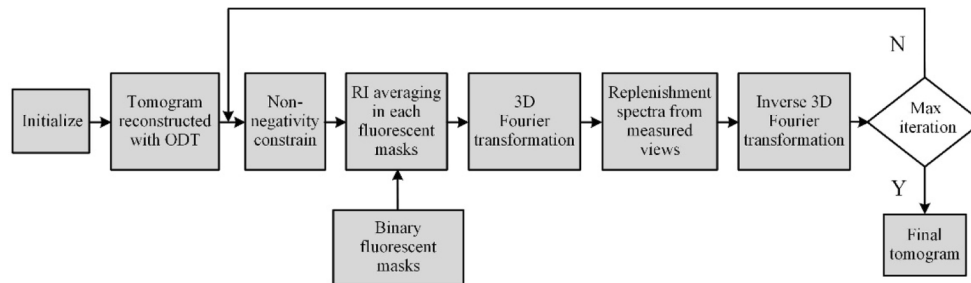 N
Initialize
Tomogram
reconstructed
with ODT
Non-
negativity
constrain
RI averaging
in each
fluorescent
masks
3D
Fourier
transformation
Replenishment
spectra from
measured
views
Inverse 3D
Fourier
transformation
Max
iteration
Y
Binary
fluorescent
masks
Final
tomogram